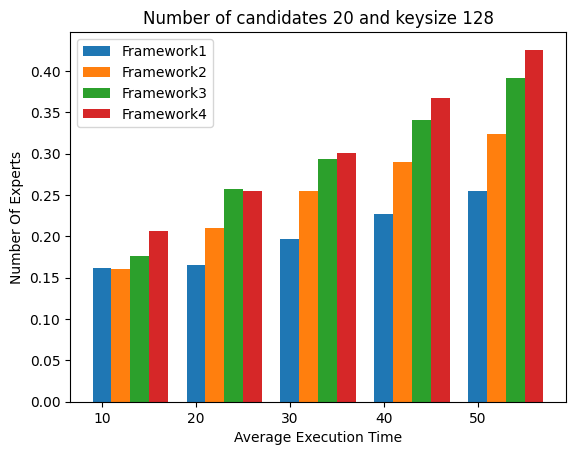 Number of candidates 20 and keysize 128
Framework1
Framework2
Framework3
Framework4
Number Of Experts
0.40
0.35
0.30
0.25
0.20
0.15
0.10
0.05
0.00
10 20 30 40 50
Average Execution Time